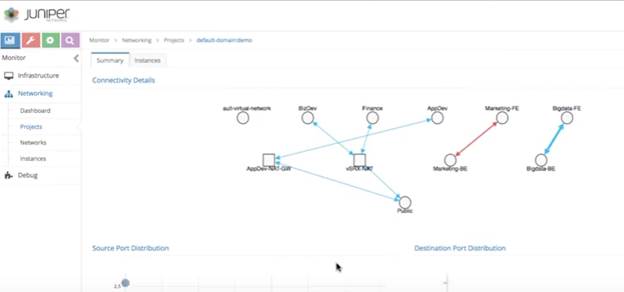 JUNIPER
NETWORKS
Monitor > Networking > Projects > default-domain:demo
Monitor
Infrastructure
Networking
Dashboard
Projects
Networks
Instances
Debug
Summary
Instances
Connectivity Details
ault-virtual-network
BizDev
Finance
AppDev
Marketing-FE
Bigdata-FE
AppDev-NAT-GW
vSRX-NAT
Marketing-BE
Bigdata-BE
Public
Source Port Distribution
Destination Port Distribution
2.5